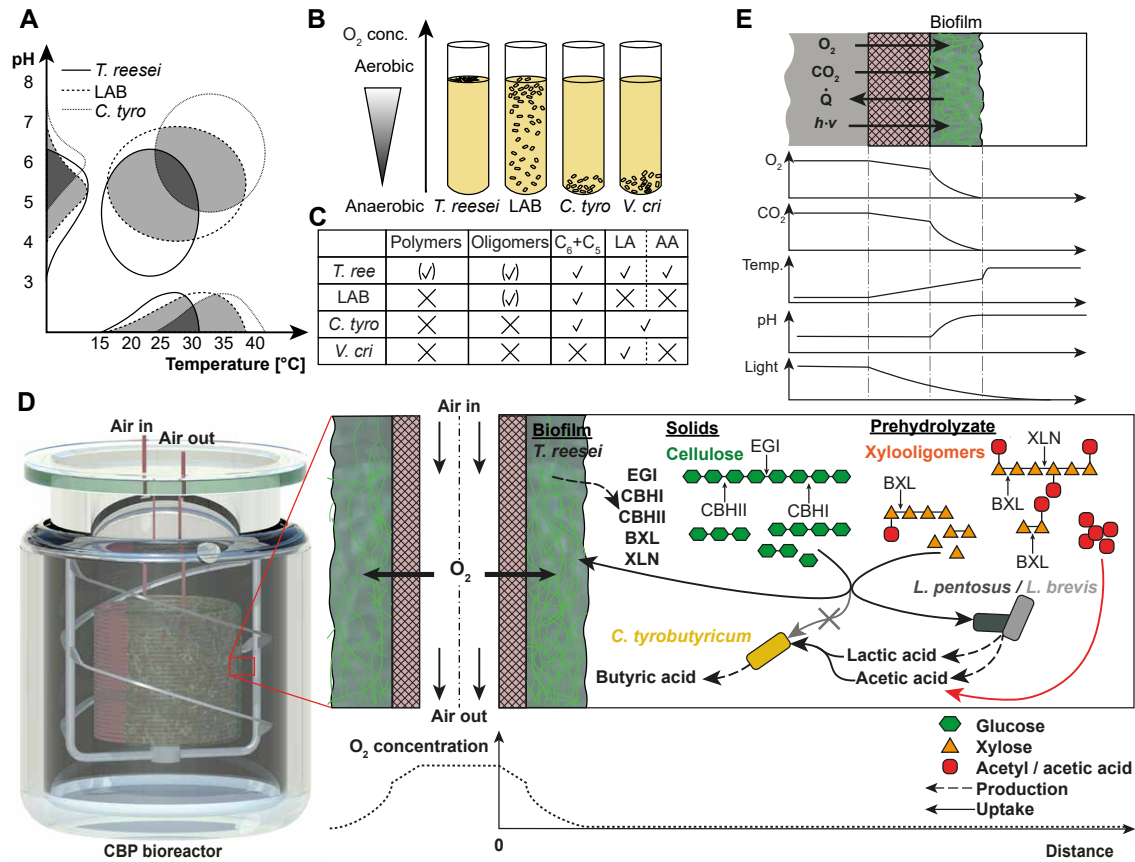 A
pH
8
7
6
5
4
3
T. reesei
LAB
C. tyro
15 20 25 30 35 40
Temperature [°C]
B
O₂ conc.
Aerobic
Anaerobic
T. reesei LAB C. tyro V. cri
C
Polymers Oligomers C₆+C₅ LA AA
T. ree (✓) (✓) ✓ ✓ ✓
LAB ✕ (✓) ✓ ✕ ✕
C. tyro ✕ ✕ ✓ ✓
V. cri ✕ ✕ ✕ ✓ ✕
E
Biofilm
O₂
CO₂
Q̇
h·v
O₂
CO₂
Temp.
pH
Light
D
Air in
Air out
CBP bioreactor
Air in
O₂
Air out
Biofilm
T. reesei
EGI
CBHI
CBHII
BXL
XLN
Solids
Cellulose
EGI
CBHII
CBHI
Prehydrolyzate
Xylooligomers
XLN
BXL
BXL
BXL
L. pentosus / L. brevis
C. tyrobutyricum
Lactic acid
Acetic acid
Butyric acid
Glucose
Xylose
Acetyl / acetic acid
Production
Uptake
O₂ concentration
0
Distance